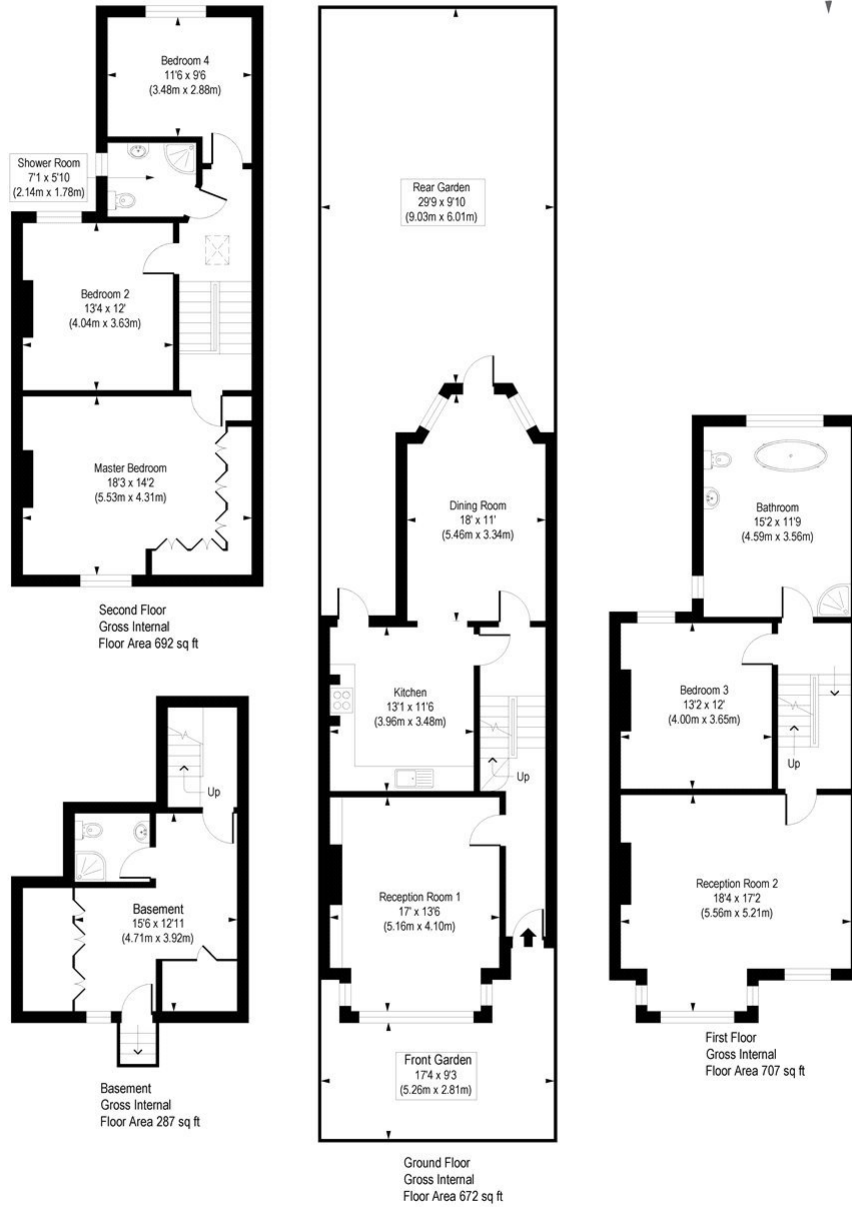 Bedroom 4
11'6 x 9'6
(3.48m x 2.88m)
Shower Room
7'1 x 5'10
(2.14m x 1.78m)
Bedroom 2
13'4 x 12'
(4.04m x 3.63m)
Master Bedroom
18'3 x 14'2
(5.53m x 4.31m)
Second Floor
Gross Internal
Floor Area 692 sq ft
Up
Basement
15'6 x 12'11
(4.71m x 3.92m)
Basement
Gross Internal
Floor Area 287 sq ft
Rear Garden
29'9 x 9'10
(9.03m x 6.01m)
Dining Room
18' x 11'
(5.46m x 3.34m)
Kitchen
13'1 x 11'6
(3.96m x 3.48m)
Up
Reception Room 1
17' x 13'6
(5.16m x 4.10m)
Front Garden
17'4 x 9'3
(5.26m x 2.81m)
Ground Floor
Gross Internal
Floor Area 672 sq ft
Bathroom
15'2 x 11'9
(4.59m x 3.56m)
Bedroom 3
13'2 x 12'
(4.00m x 3.65m)
Up
Reception Room 2
18'4 x 17'2
(5.56m x 5.21m)
First Floor
Gross Internal
Floor Area 707 sq ft